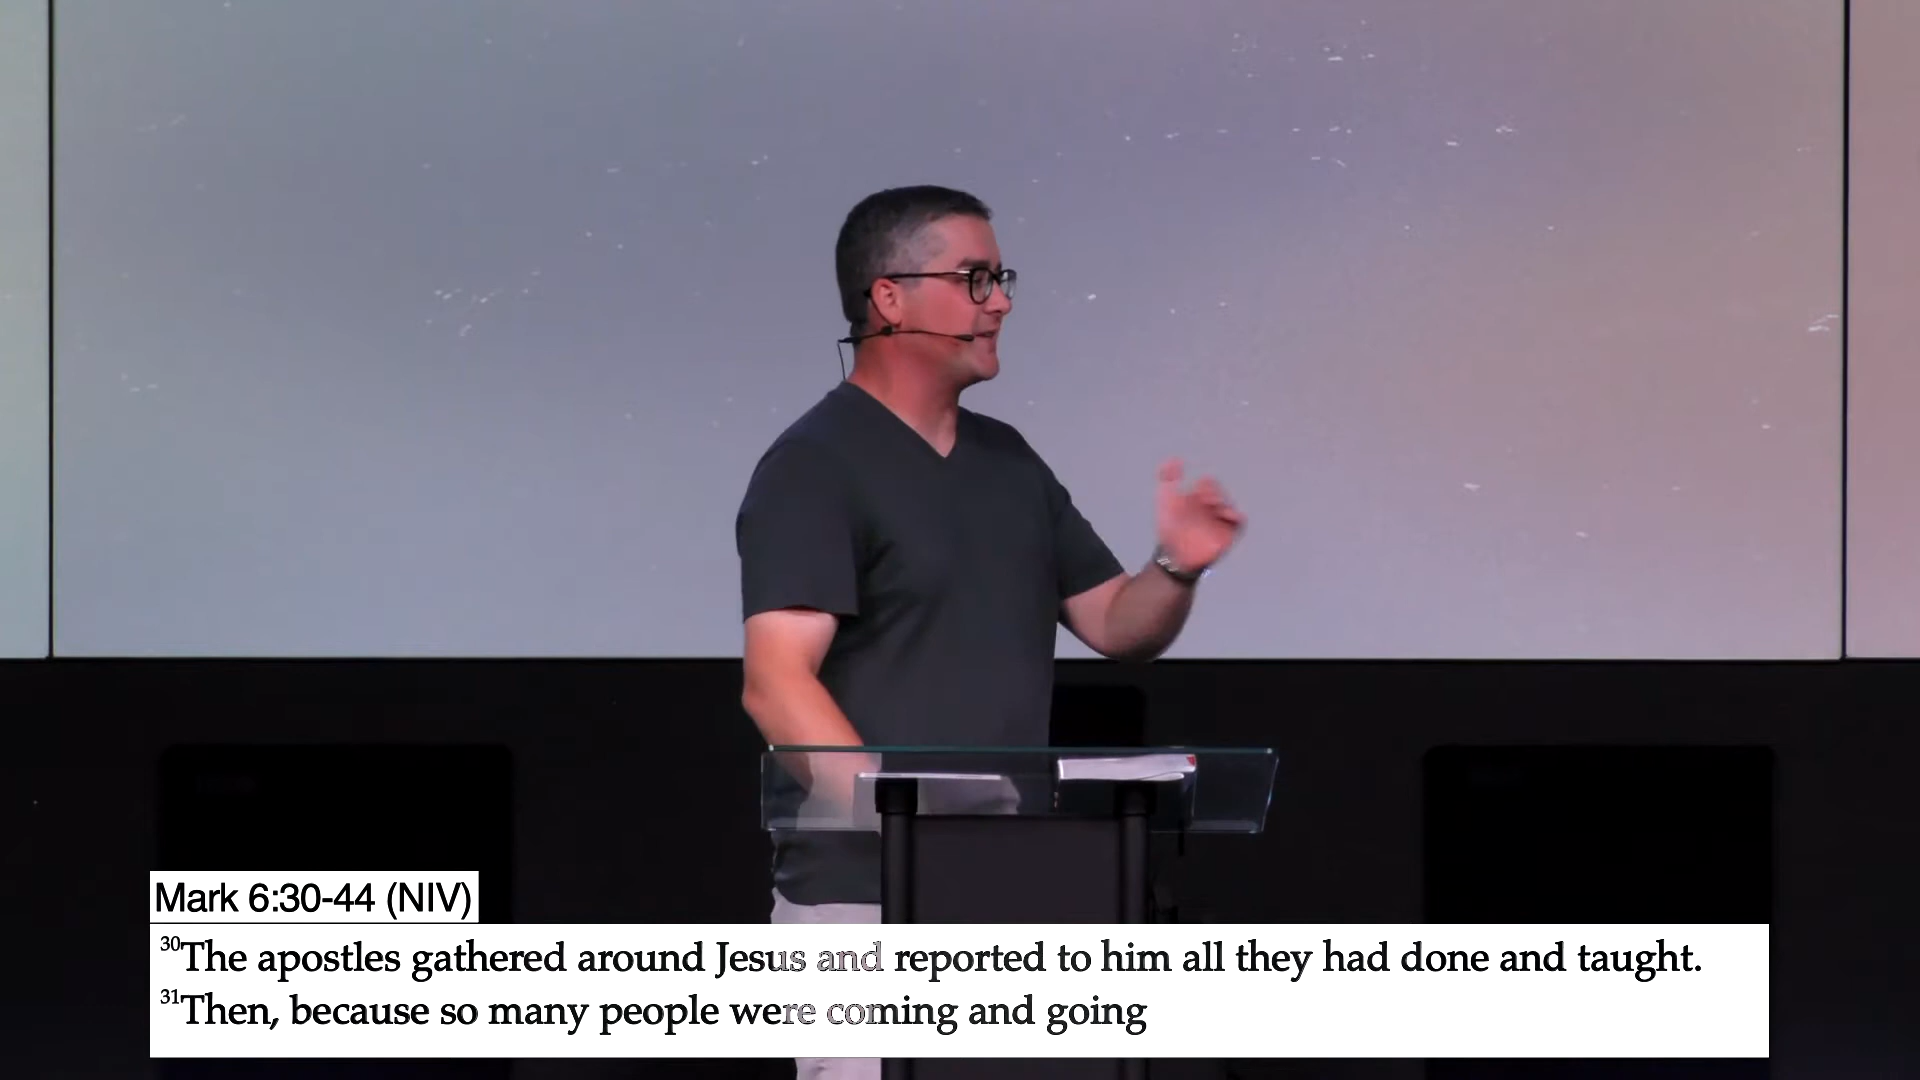 Mark 6:30-44 (NIV)
30The apostles gathered around Jesus and reported to him all they had done and taught.
31Then, because so many people were coming and going